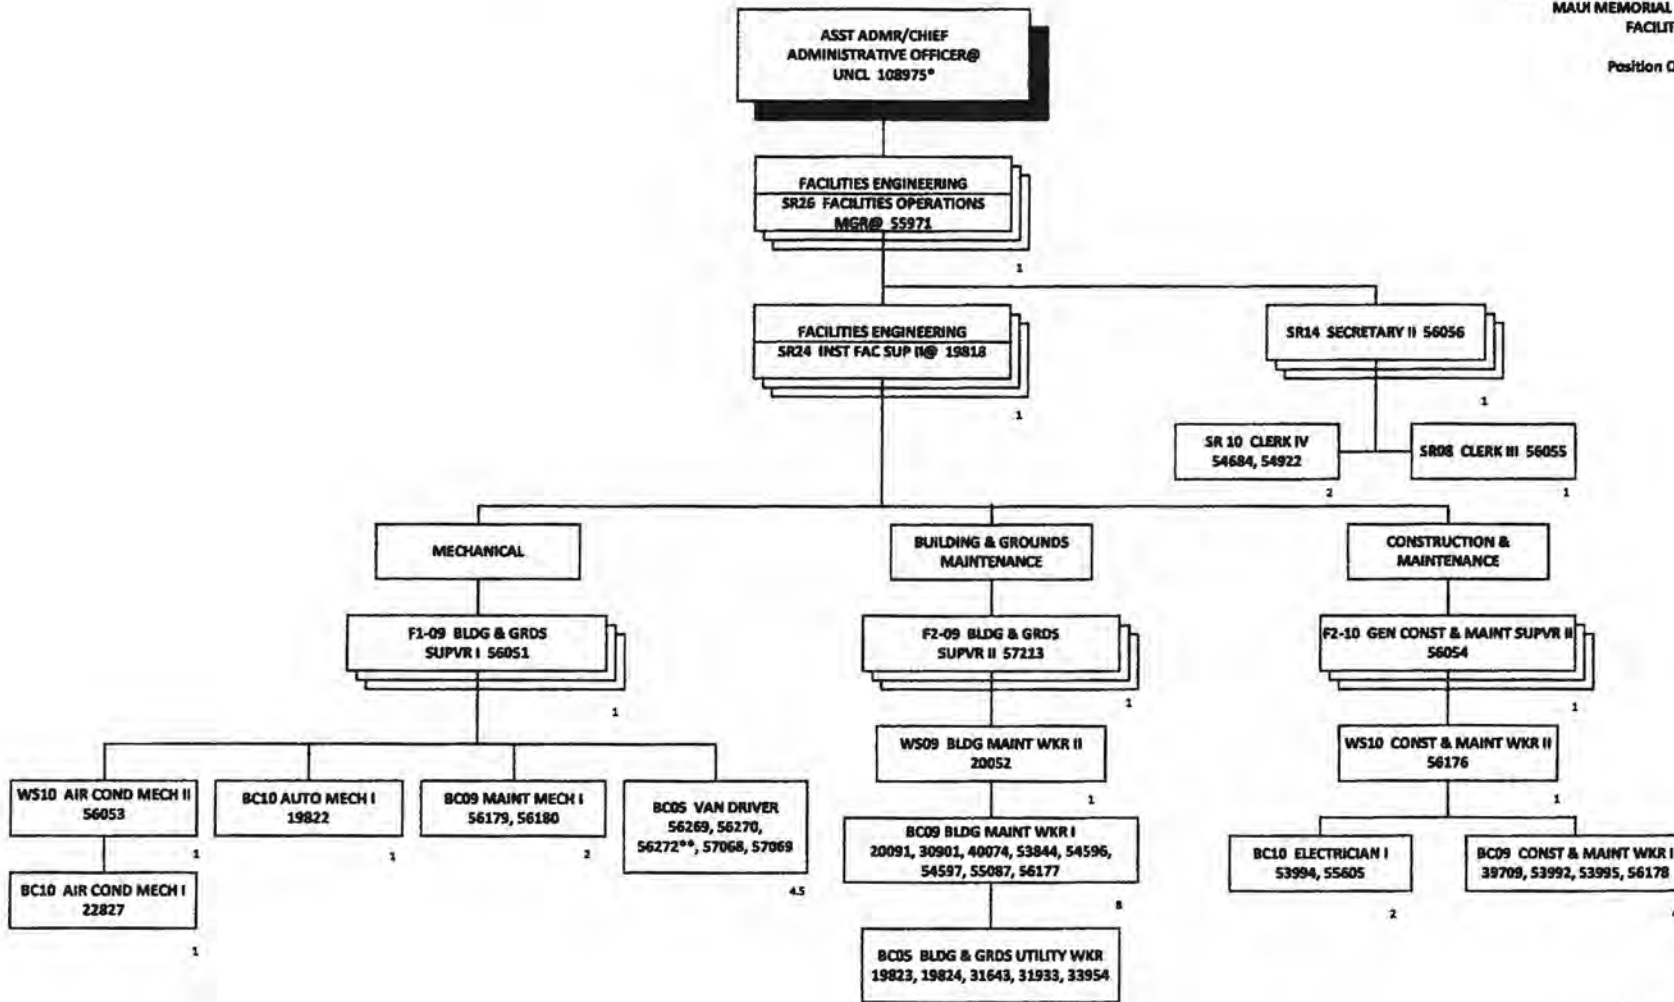 MAUI MEMORIAL
FACILIT
Position O
ASST ADMR/CHIEF
ADMINISTRATIVE OFFICER@
UNCL 108975*
FACILITIES ENGINEERING
SR26 FACILITIES OPERATIONS
MGR@ 55971
1
FACILITIES ENGINEERING
SR24 INST FAC SUP II@ 19818
1
SR14 SECRETARY II 56056
1
SR 10 CLERK IV
54684, 54922
2
SR08 CLERK III 56055
1
MECHANICAL
BUILDING & GROUNDS
MAINTENANCE
CONSTRUCTION &
MAINTENANCE
F1-09 BLDG & GRDS
SUPVR I 56051
1
F2-09 BLDG & GRDS
SUPVR II 57213
1
F2-10 GEN CONST & MAINT SUPVR II
56054
1
WS09 BLDG MAINT WKR II
20052
1
WS10 CONST & MAINT WKR II
56176
1
WS10 AIR COND MECH II
56053
1
BC10 AUTO MECH I
19822
1
BC09 MAINT MECH I
56179, 56180
2
BC05 VAN DRIVER
56269, 56270,
56272**, 57068, 57069
4.5
BC09 BLDG MAINT WKR I
20091, 30901, 40074, 53844, 54596,
54597, 55087, 56177
8
BC10 ELECTRICIAN I
53994, 55605
2
BC09 CONST & MAINT WKR I
39709, 53992, 53995, 56178
BC10 AIR COND MECH I
22827
1
BC05 BLDG & GRDS UTILITY WKR
19823, 19824, 31643, 31933, 33954